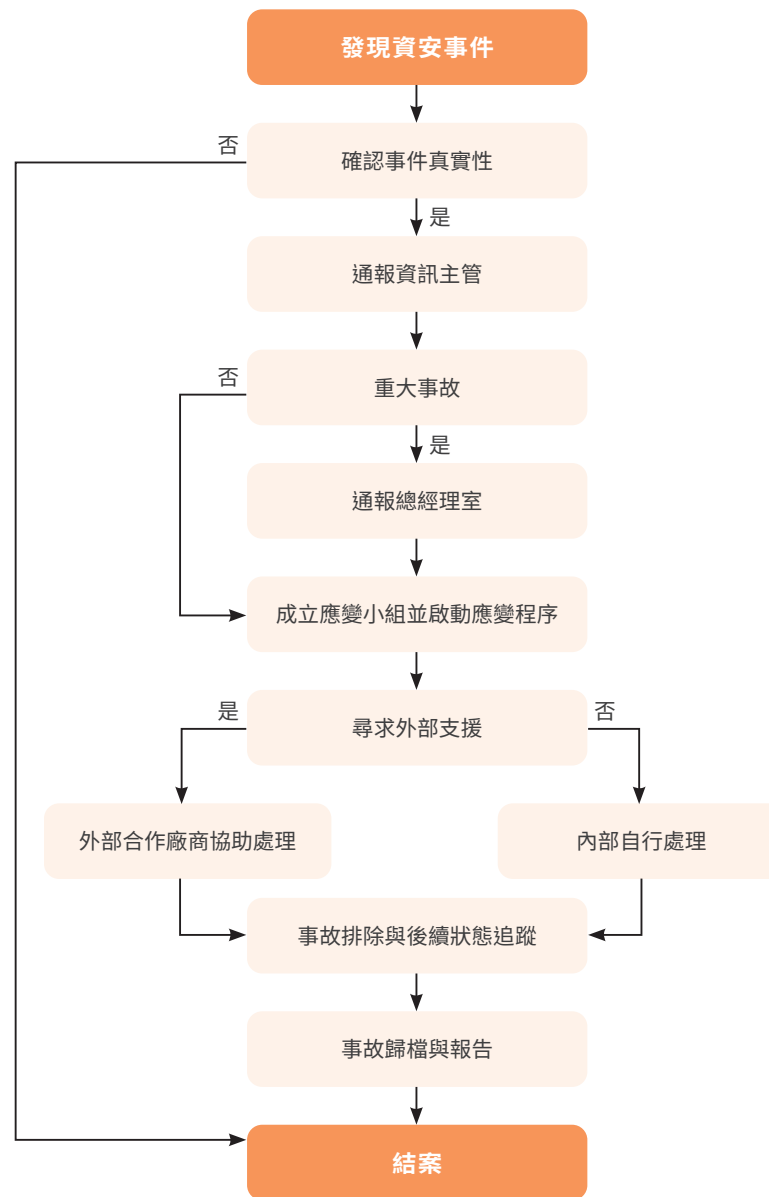 發現資安事件
否
確認事件真實性
是
通報資訊主管
否
重大事故
是
通報總經理室
成立應變小組並啟動應變程序
是
尋求外部支援
否
外部合作廠商協助處理
內部自行處理
事故排除與後續狀態追蹤
事故歸檔與報告
結案